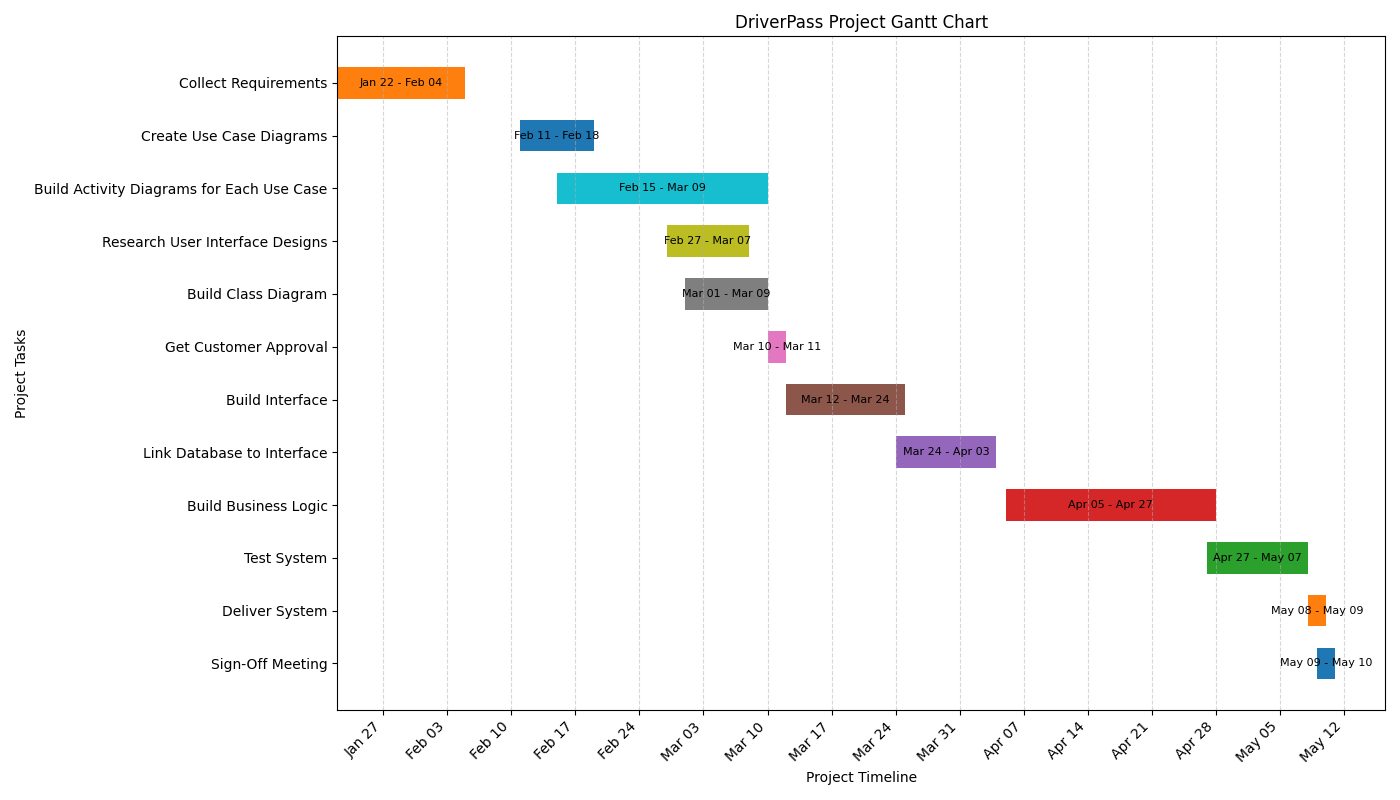 DriverPass Project Gantt Chart
Project Tasks
Collect Requirements
Jan 22 - Feb 04
Create Use Case Diagrams
Feb 11 - Feb 18
Build Activity Diagrams for Each Use Case
Feb 15 - Mar 09
Research User Interface Designs
Feb 27 - Mar 07
Build Class Diagram
Mar 01 - Mar 09
Get Customer Approval
Mar 10 - Mar 11
Build Interface
Mar 12 - Mar 24
Link Database to Interface
Mar 24 - Apr 03
Build Business Logic
Apr 05 - Apr 27
Test System
Apr 27 - May 07
Deliver System
May 08 - May 09
Sign-Off Meeting
May 09 - May 10
Jan 27
Feb 03
Feb 10
Feb 17
Feb 24
Mar 03
Mar 10
Mar 17
Mar 24
Mar 31
Apr 07
Apr 14
Apr 21
Apr 28
May 05
May 12
Project Timeline